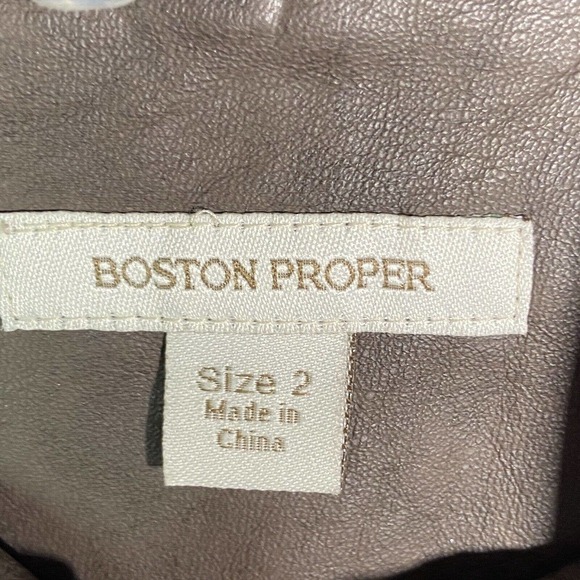 BOSTON PROPER
Size 2
Made in
China